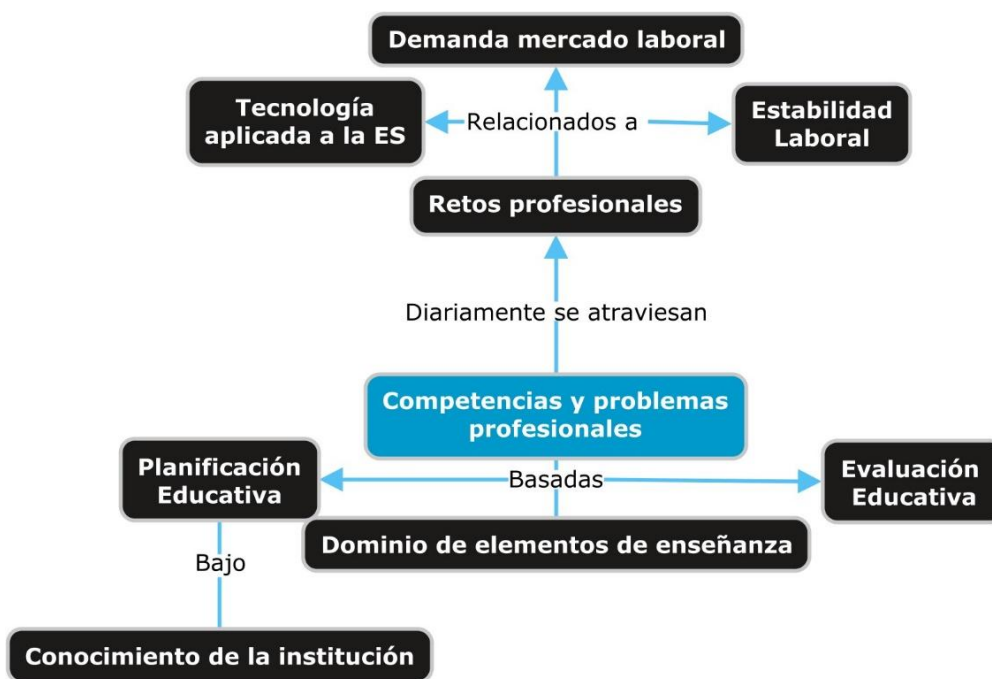 Demanda mercado laboral
Tecnología
aplicada a la ES
Relacionados a
Estabilidad
Laboral
Retos profesionales
Diariamente se atraviesan
Competencias y problemas
profesionales
Planificación
Educativa
Basadas
Evaluación
Educativa
Dominio de elementos de enseñanza
Bajo
Conocimiento de la institución